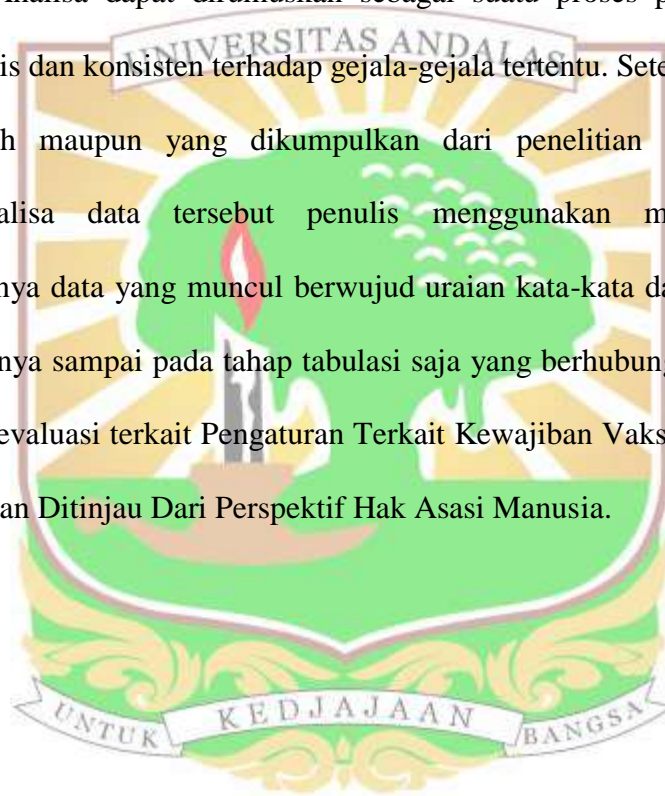 Analisa dapat dirumuskan sebagai suatu proses
UNIVERSITAS ANDALAS
is dan konsisten terhadap gejala-gejala tertentu. Sete
h maupun yang dikumpulkan dari penelitian
alisa data tersebut penulis menggunakan m
nya data yang muncul berwujud uraian kata-kata da
nya sampai pada tahap tabulasi saja yang berhubung
evaluasi terkait Pengaturan Terkait Kewajiban Vaks
an Ditinjau Dari Perspektif Hak Asasi Manusia.
UNTUK KEDJAJAAN BANGSA